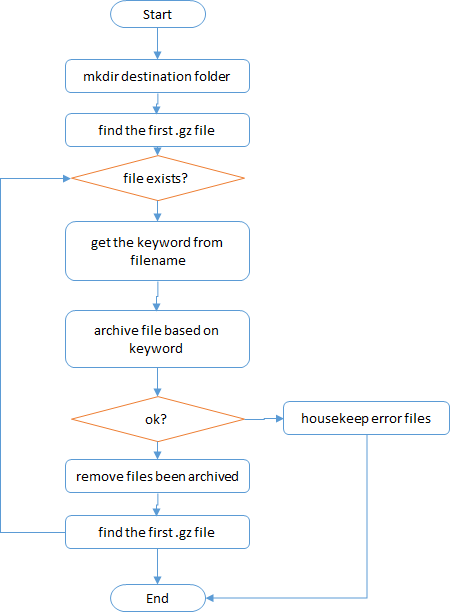 Start
mkdir destination folder
find the first .gz file
file exists?
get the keyword from
filename
archive file based on
keyword
ok?
housekeep error files
remove files been archived
find the first .gz file
End